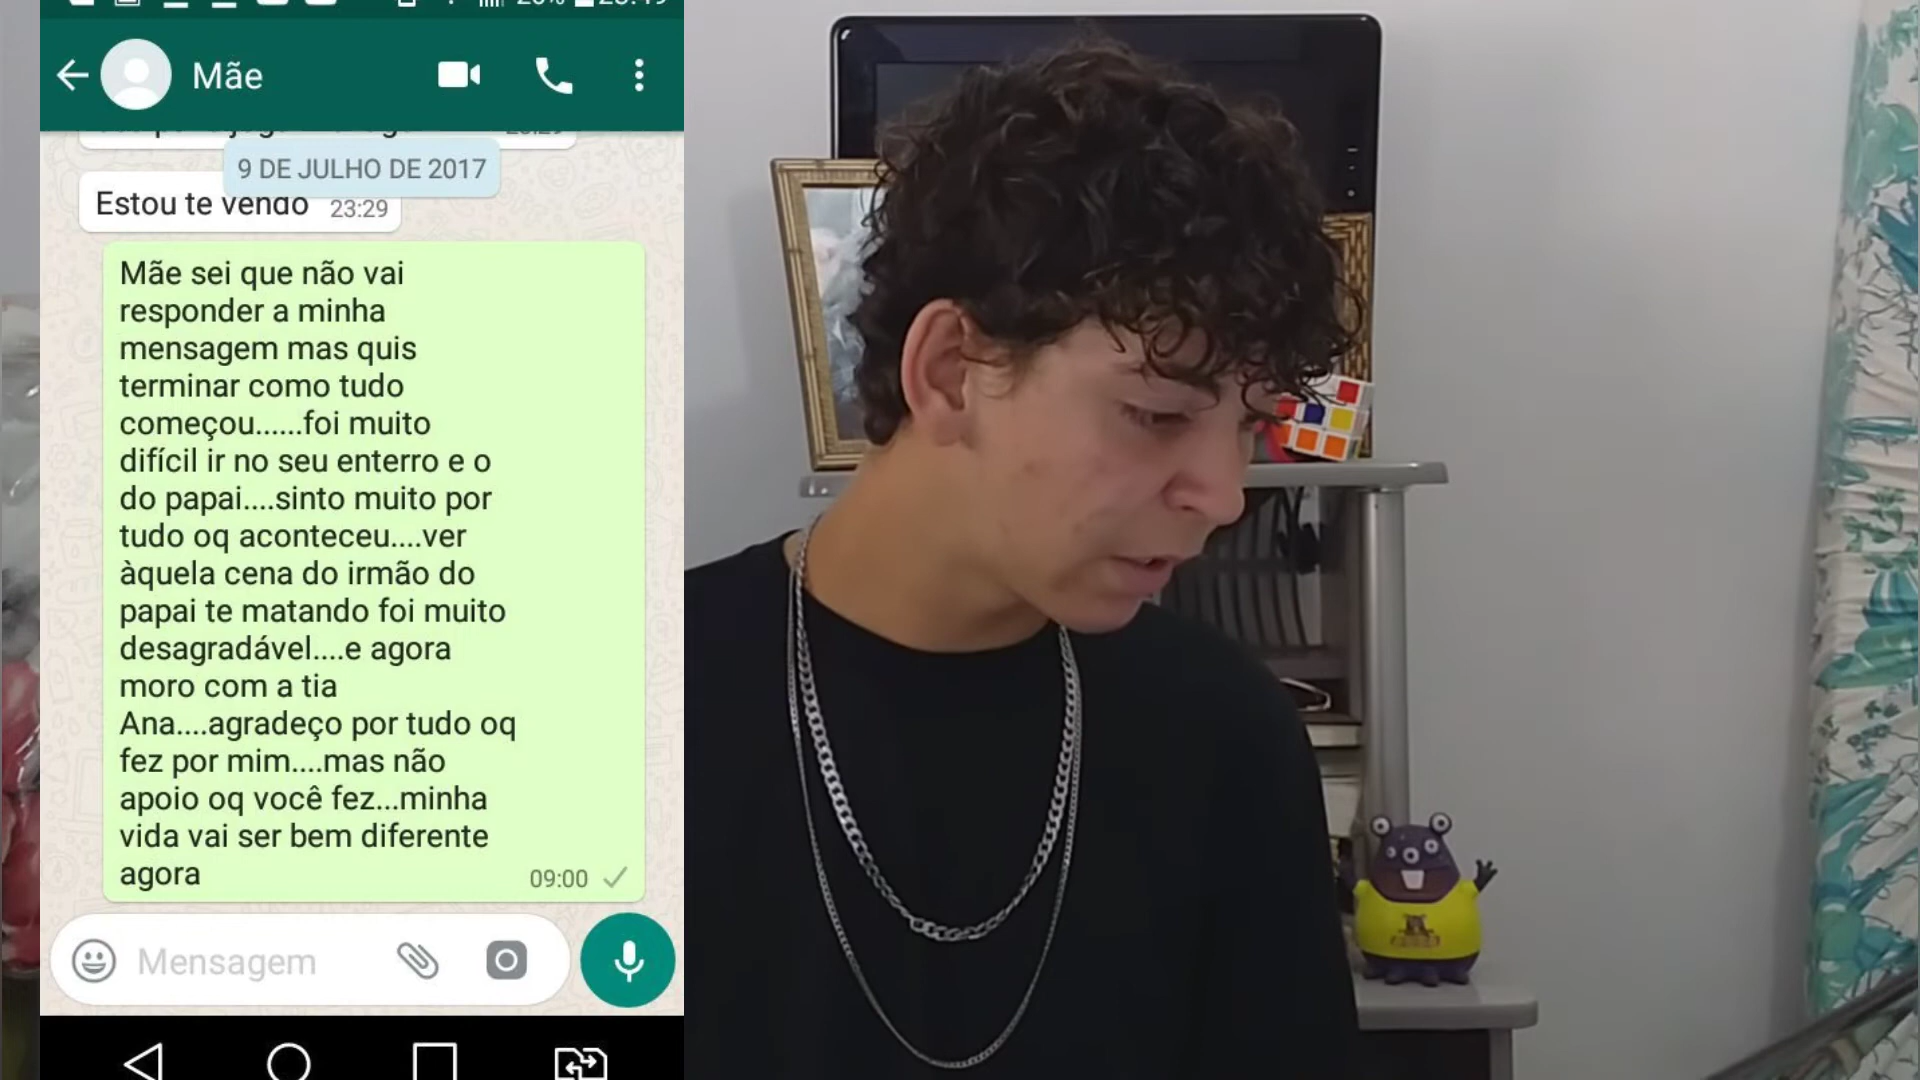 Mãe
9 DE JULHO DE 2017
Estou te vendo 23:29
Mãe sei que não vai
responder a minha
mensagem mas quis
terminar como tudo
começou......foi muito
difícil ir no seu enterro e o
do papai....sinto muito por
tudo oq aconteceu....ver
àquela cena do irmão do
papai te matando foi muito
desagradável....e agora
moro com a tia
Ana....agradeço por tudo oq
fez por mim....mas não
apoio oq você fez...minha
vida vai ser bem diferente
agora 09:00
Mensagem